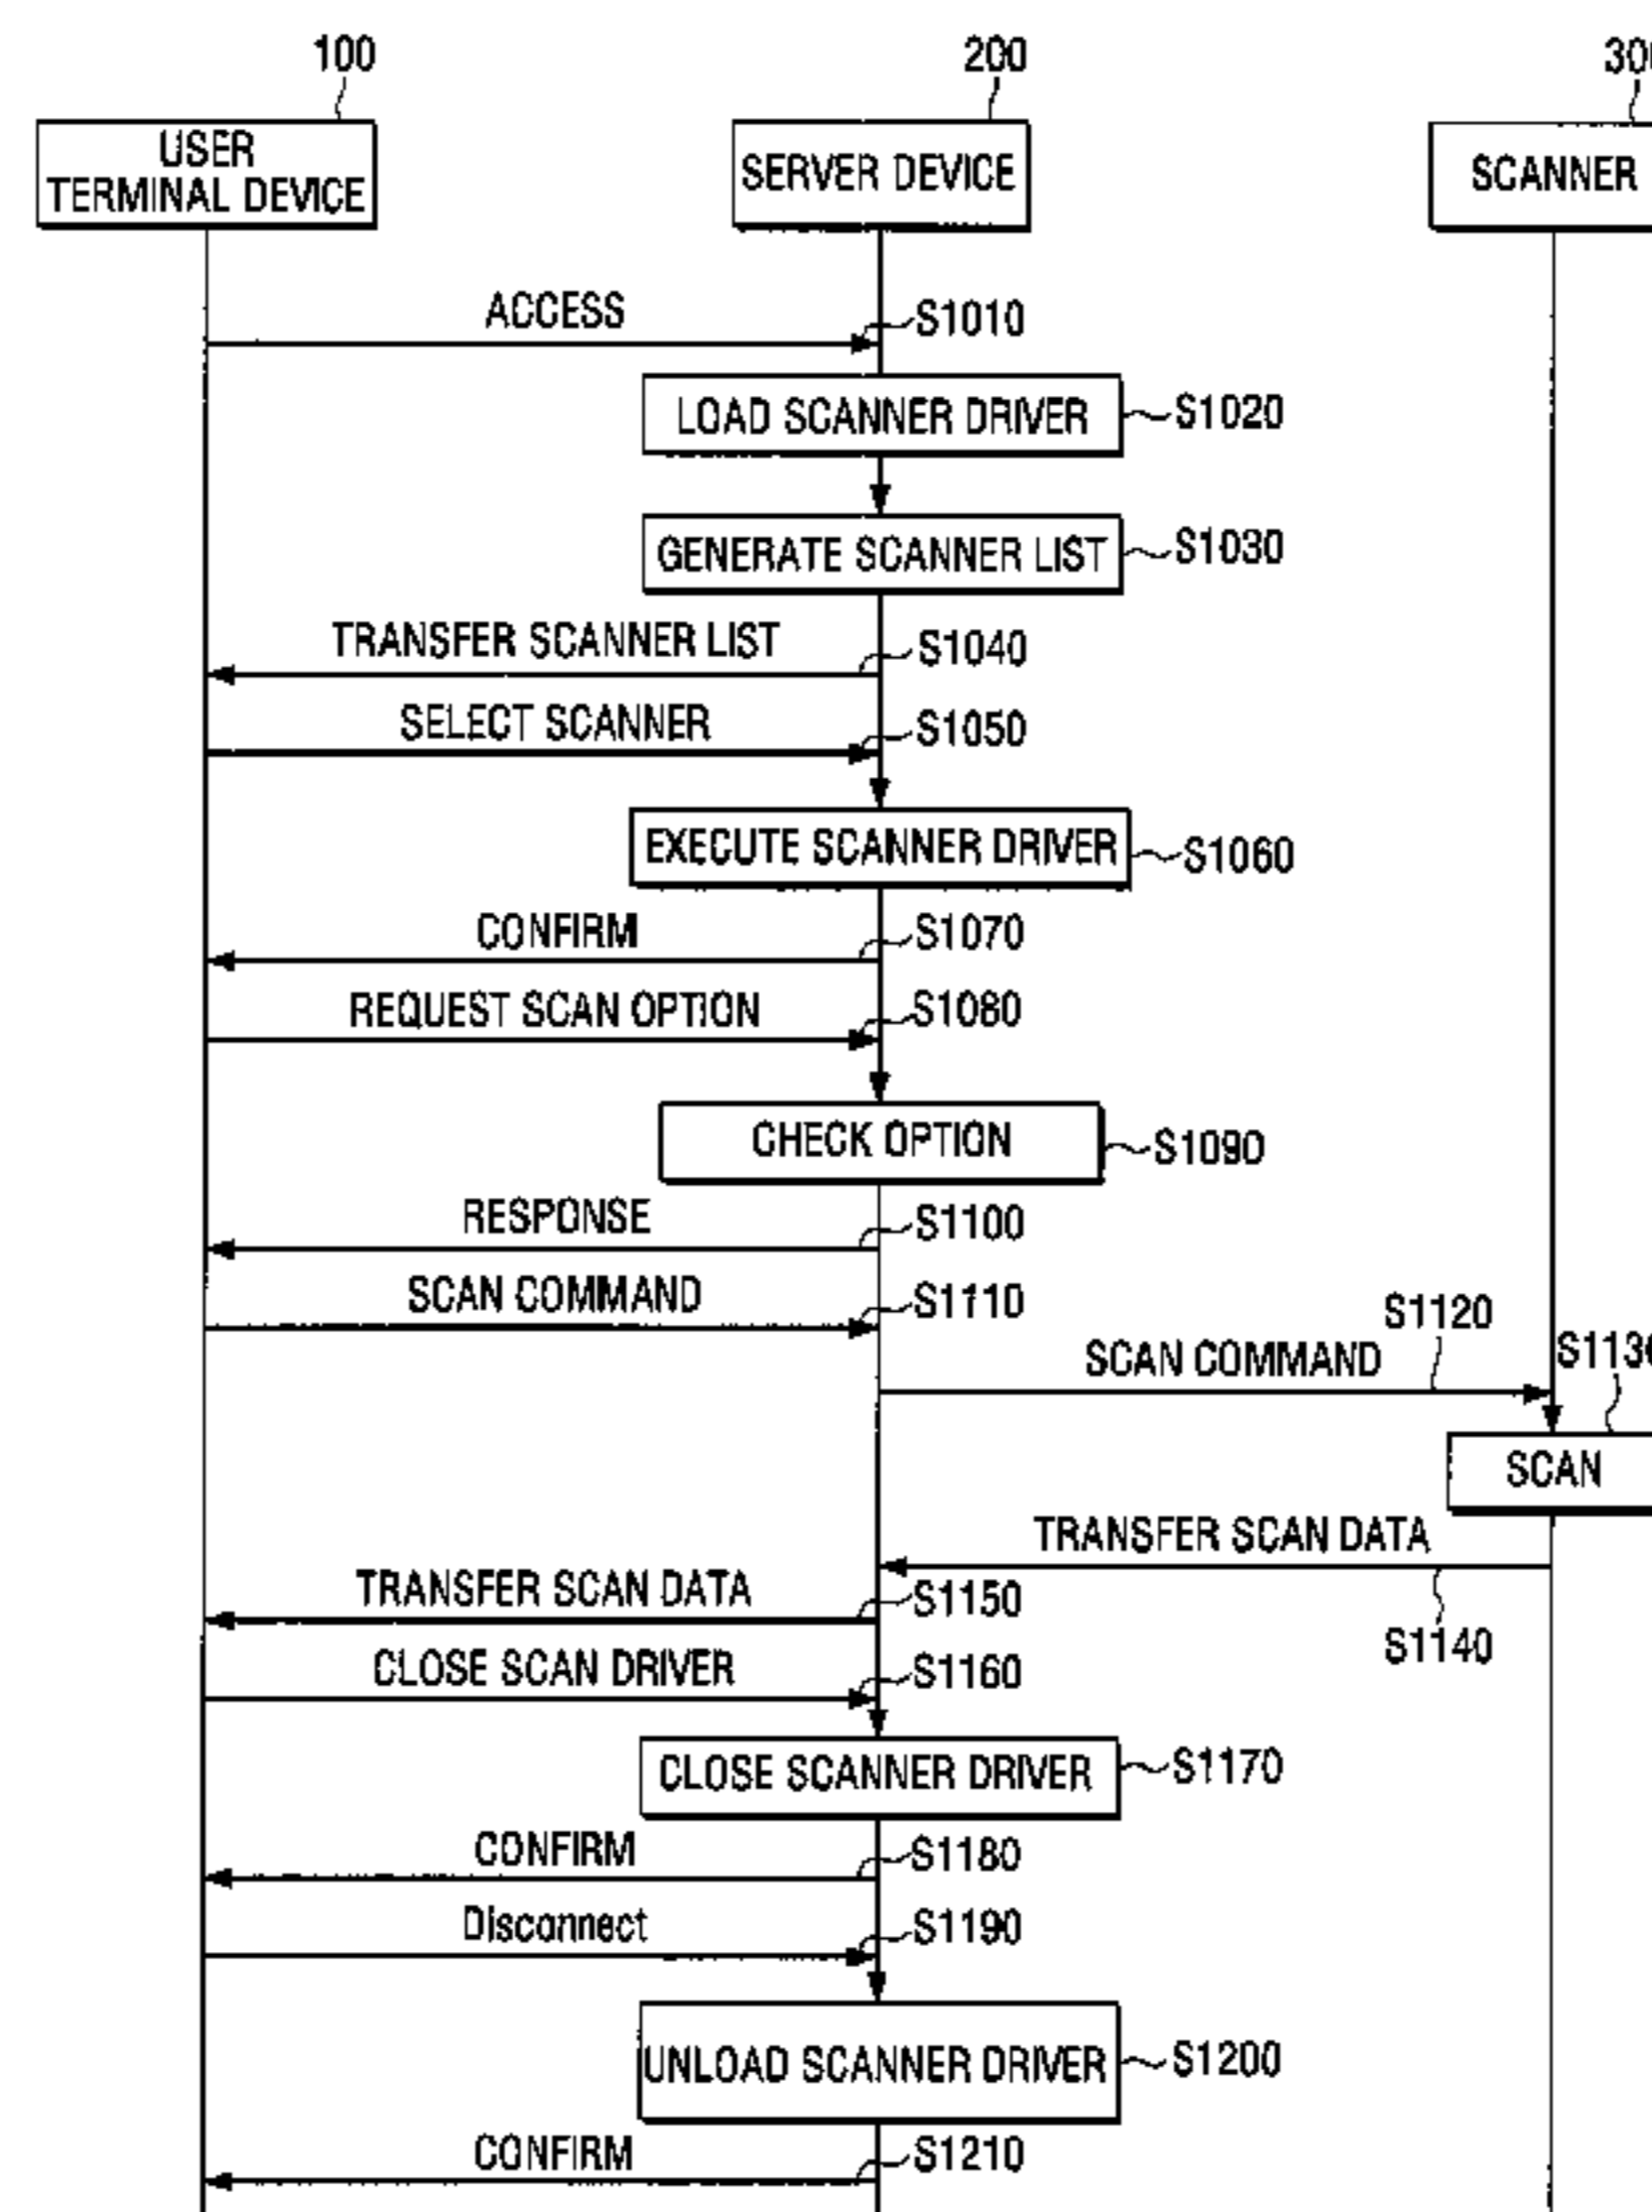 100
200
USER
TERMINAL DEVICE
SERVER DEVICE
SCANNER
ACCESS
S1010
LOAD SCANNER DRIVER
S1020
GENERATE SCANNER LIST
S1030
TRANSFER SCANNER LIST
S1040
SELECT SCANNER
S1050
EXECUTE SCANNER DRIVER
S1060
CONFIRM
S1070
REQUEST SCAN OPTION
S1080
CHECK OPTION
S1090
RESPONSE
S1100
SCAN COMMAND
S1110
SCAN COMMAND
S1120
SCAN
TRANSFER SCAN DATA
S1140
TRANSFER SCAN DATA
S1150
CLOSE SCAN DRIVER
S1160
CLOSE SCANNER DRIVER
S1170
CONFIRM
S1180
Disconnect
S1190
UNLOAD SCANNER DRIVER
S1200
CONFIRM
S1210